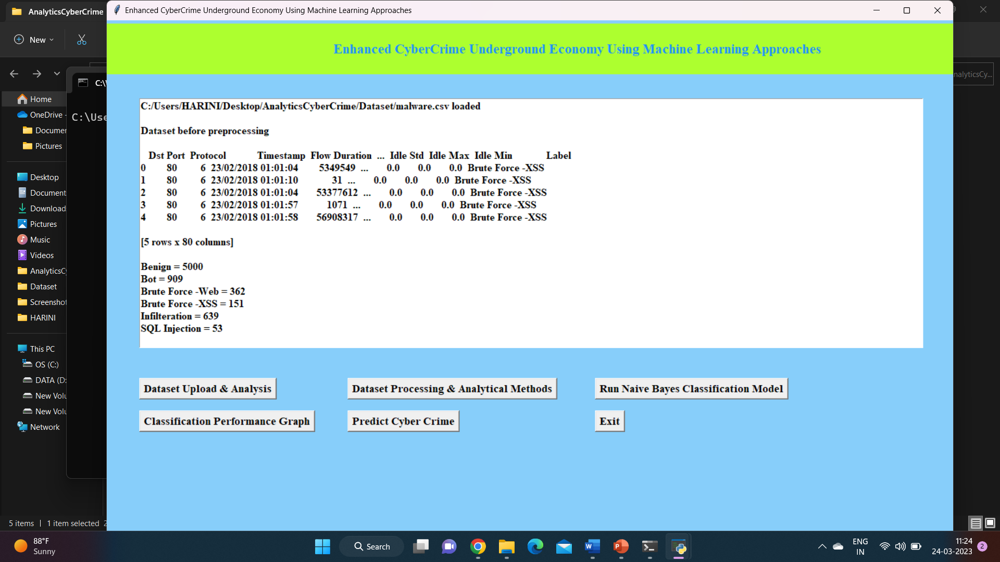 AnalyticsCyberCrime
Enhanced CyberCrime Underground Economy Using Machine Learning Approaches
New
Enhanced CyberCrime Underground Economy Using Machine Learning Approaches
nalyticsCy...
C:\
C:\Use
Home
OneDrive -
Documer
Pictures
Desktop
Document
Download
Pictures
Music
Videos
AnalyticsCy
Dataset
Screenshot
HARINI
This PC
OS (C:)
DATA (D:
New Volu
New Volu
Network
5 items | 1 item selected 2
C:/Users/HARINI/Desktop/AnalyticsCyberCrime/Dataset/malware.csv loaded
Dataset before preprocessing
Dst Port Protocol Timestamp Flow Duration ... Idle Std Idle Max Idle Min Label
0 80 6 23/02/2018 01:01:04 5349549 ... 0.0 0.0 0.0 Brute Force -XSS
1 80 6 23/02/2018 01:01:10 31 ... 0.0 0.0 0.0 Brute Force -XSS
2 80 6 23/02/2018 01:01:04 53377612 ... 0.0 0.0 0.0 Brute Force -XSS
3 80 6 23/02/2018 01:01:57 1071 ... 0.0 0.0 0.0 Brute Force -XSS
4 80 6 23/02/2018 01:01:58 56908317 ... 0.0 0.0 0.0 Brute Force -XSS
[5 rows x 80 columns]
Benign = 5000
Bot = 909
Brute Force -Web = 362
Brute Force -XSS = 151
Infilteration = 639
SQL Injection = 53
Dataset Upload & Analysis
Dataset Processing & Analytical Methods
Run Naive Bayes Classification Model
Classification Performance Graph
Predict Cyber Crime
Exit
88°F
Sunny
Search
ENG
IN
11:24
24-03-2023
2